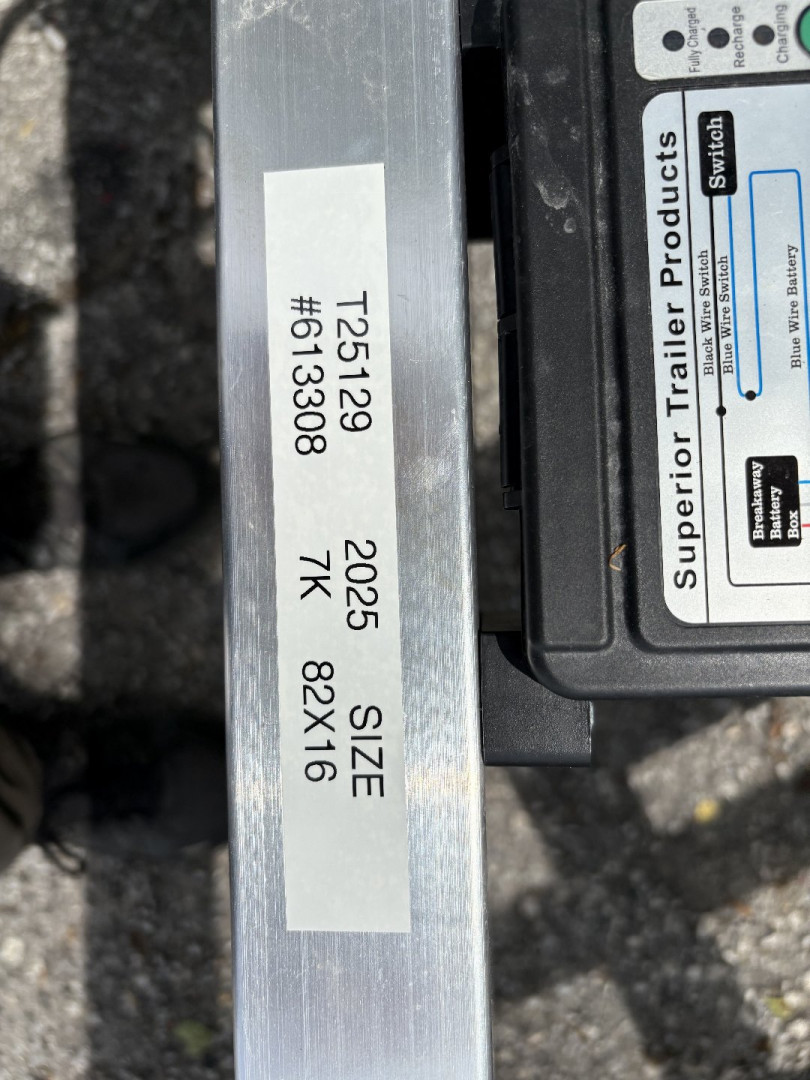 T25129 2025 SIZE
#613308 7K 82X16
Fully Charged
Recharge
Charging
Superior Trailer Products
Switch
Black Wire Switch
Blue Wire Switch
Blue Wire Battery
Breakaway
Battery
Box